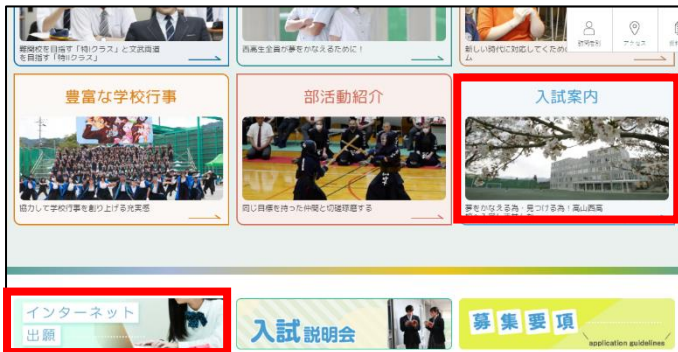 難関校を目指す「特Iクラス」と文武両道
を目指す「特IIクラス」
西高生全員が夢をかなえるために!
新しい時代に対応してくため
ム
訪問者別
アクセス
豊富な学校行事
協力して学校行事を創り上げる充実感
部活動紹介
同じ目標を持った仲間と切磋琢磨する
入試案内
夢をかなえる為・見つける為!高山西高
インターネット
出願
入試説明会
募集要項
application guidelines